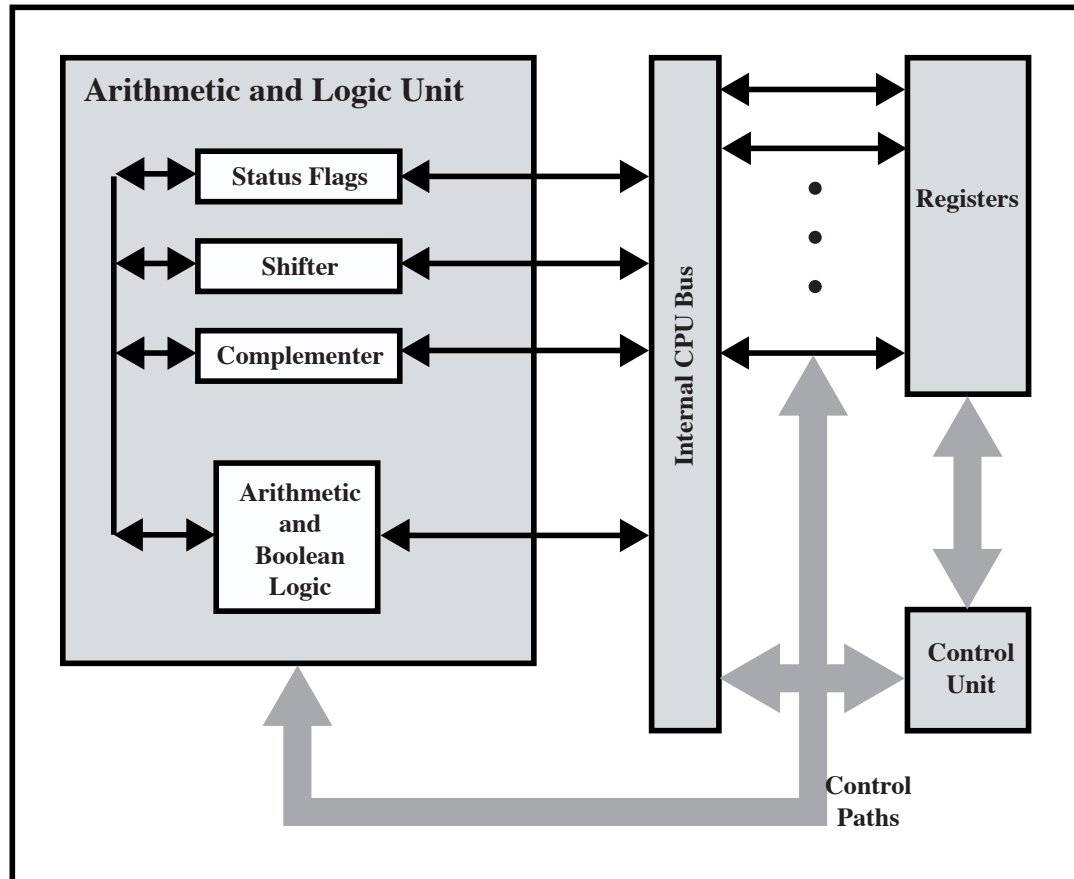 Arithmetic and Logic Unit
Status Flags
Shifter
Complementer
Arithmetic
and
Boolean
Logic
Internal CPU Bus
Registers
Control
Unit
Control
Paths